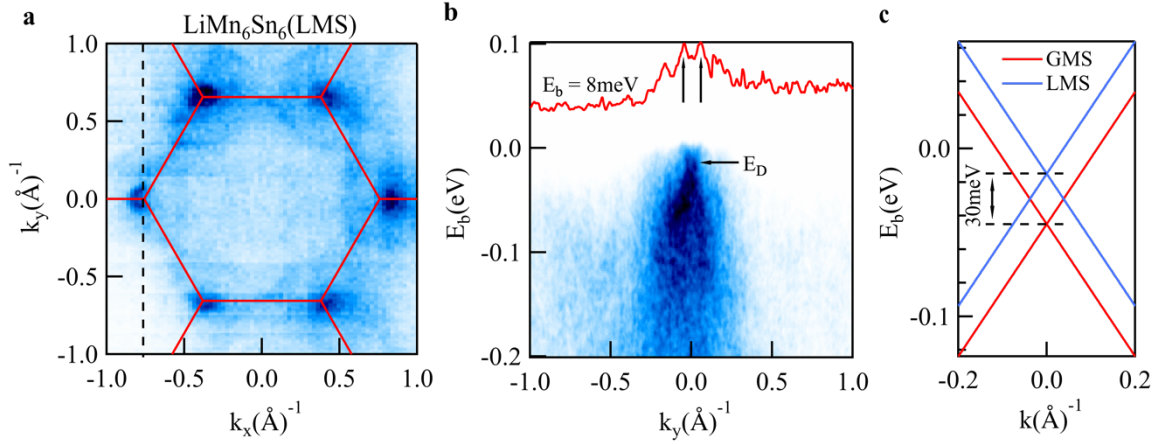 a
LiMn6Sn6(LMS)
1.0
0.5
0.0
-0.5
-1.0
ky(Å)-1
-1.0 -0.5 0.0 0.5 1.0
kx(Å)-1
b
0.1
0.0
-0.1
-0.2
Eb(eV)
Eb = 8meV
ED
-1.0 -0.5 0.0 0.5 1.0
ky(Å)-1
c
GMS
LMS
0.0
-0.1
Eb(eV)
30meV
-0.2 0.0 0.2
k(Å)-1